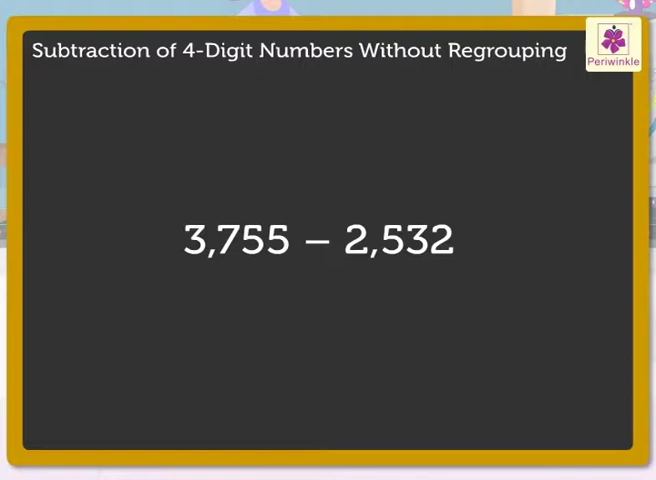 Subtraction of 4-Digit Numbers Without Regrouping
Periwinkle
3,755 – 2,532